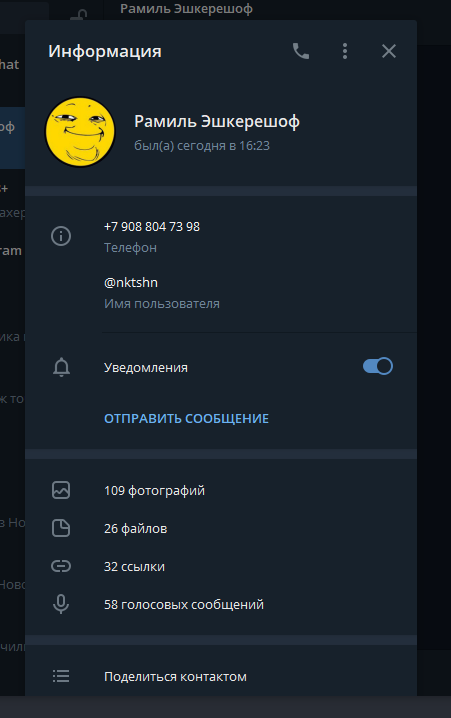 Рамиль Эшкерешоф
hat
Информация
оф
Рамиль Эшкерешоф
был(а) сегодня в 16:23
+7 908 804 73 98
ахер
Телефон
ram
@nktshn
Имя пользователя
ика
Уведомления
ж то
ОТПРАВИТЬ СООБЩЕНИЕ
109 фотографий
з Но
26 файлов
32 ссылки
Ново
58 голосовых сообщений
чили
Поделиться контактом